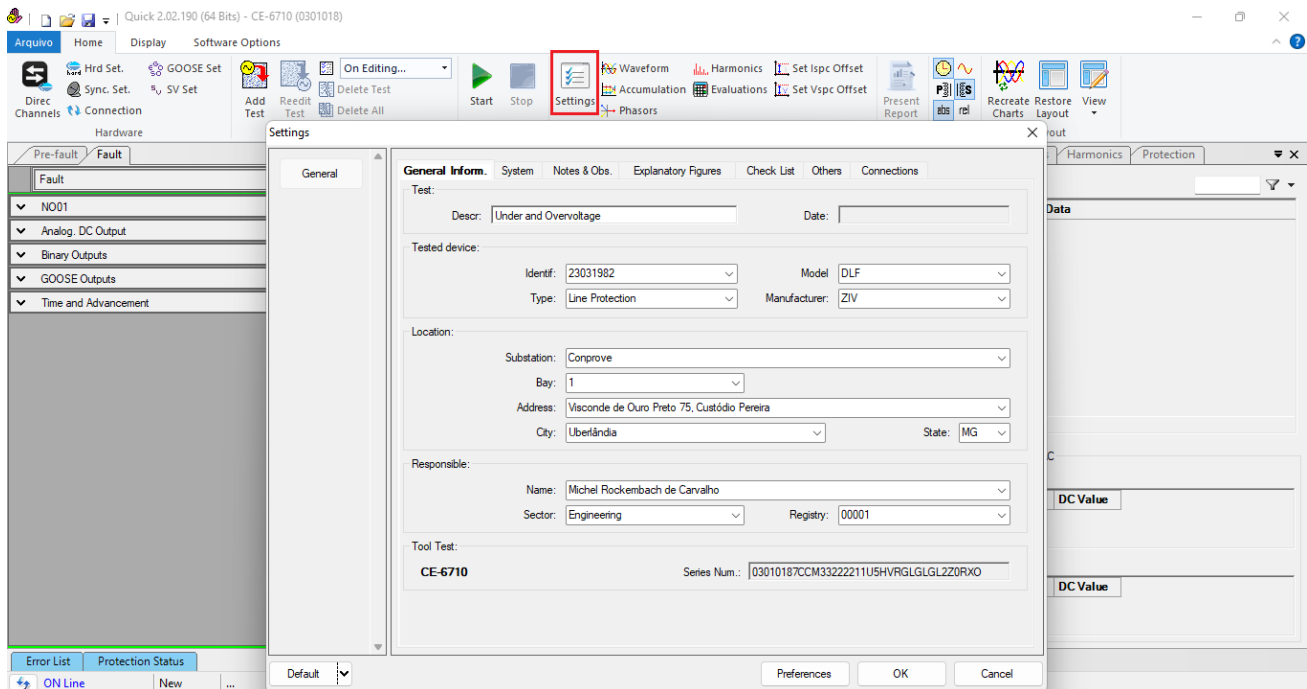 Quick 2.02.190 (64 Bits) - CE-6710 (0301018)
Arquivo Home Display Software Options
Hrd Set. GOOSE Set On Editing... Waveform Harmonics Set Ispc Offset
Sync. Set. SV Set Delete Test Accumulation Evaluations Set Vspc Offset
Direc Channels Connection Add Test Reedit Test Delete All Start Stop Settings Phasors Present Report abs rel Recreate Charts Restore Layout View
Hardware
Settings
Pre-fault Fault
Harmonics Protection
Fault
NO01
Analog. DC Output
Binary Outputs
GOOSE Outputs
Time and Advancement
General
General Inform. System Notes & Obs. Explanatory Figures Check List Others Connections
Test:
Descr: Under and Overvoltage Date:
Tested device:
Identif: 23031982 Model DLF
Type: Line Protection Manufacturer: ZIV
Location:
Substation: Conprove
Bay: 1
Address: Visconde de Ouro Preto 75, Custódio Pereira
City: Uberlândia State: MG
Responsible:
Name: Michel Rockembach de Carvalho
Sector: Engineering Registry: 00001
Tool Test:
CE-6710 Series Num.: 03010187CCM33222211U5HVRGLGLGL2Z0RXO
Data
DC Value
DC Value
Default Preferences OK Cancel
Error List Protection Status
ON Line New ...